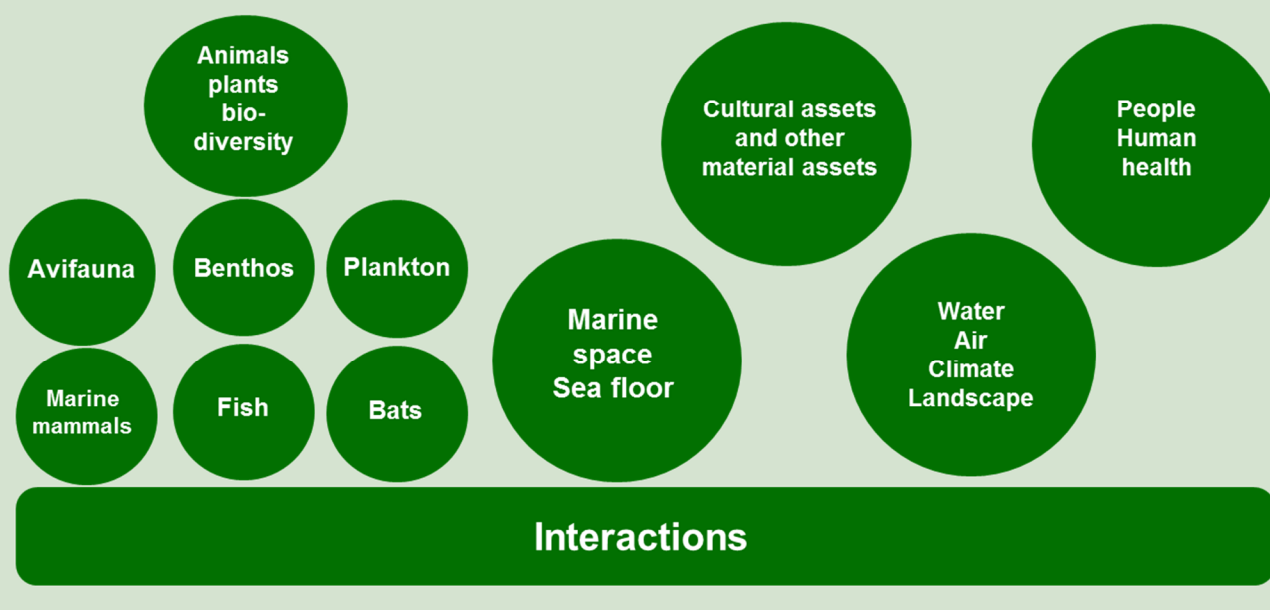 Animals
plants
bio-
diversity
Cultural assets
and other
material assets
People
Human
health
Avifauna
Benthos
Plankton
Marine
space
Sea floor
Water
Air
Climate
Landscape
Marine
mammals
Fish
Bats
Interactions